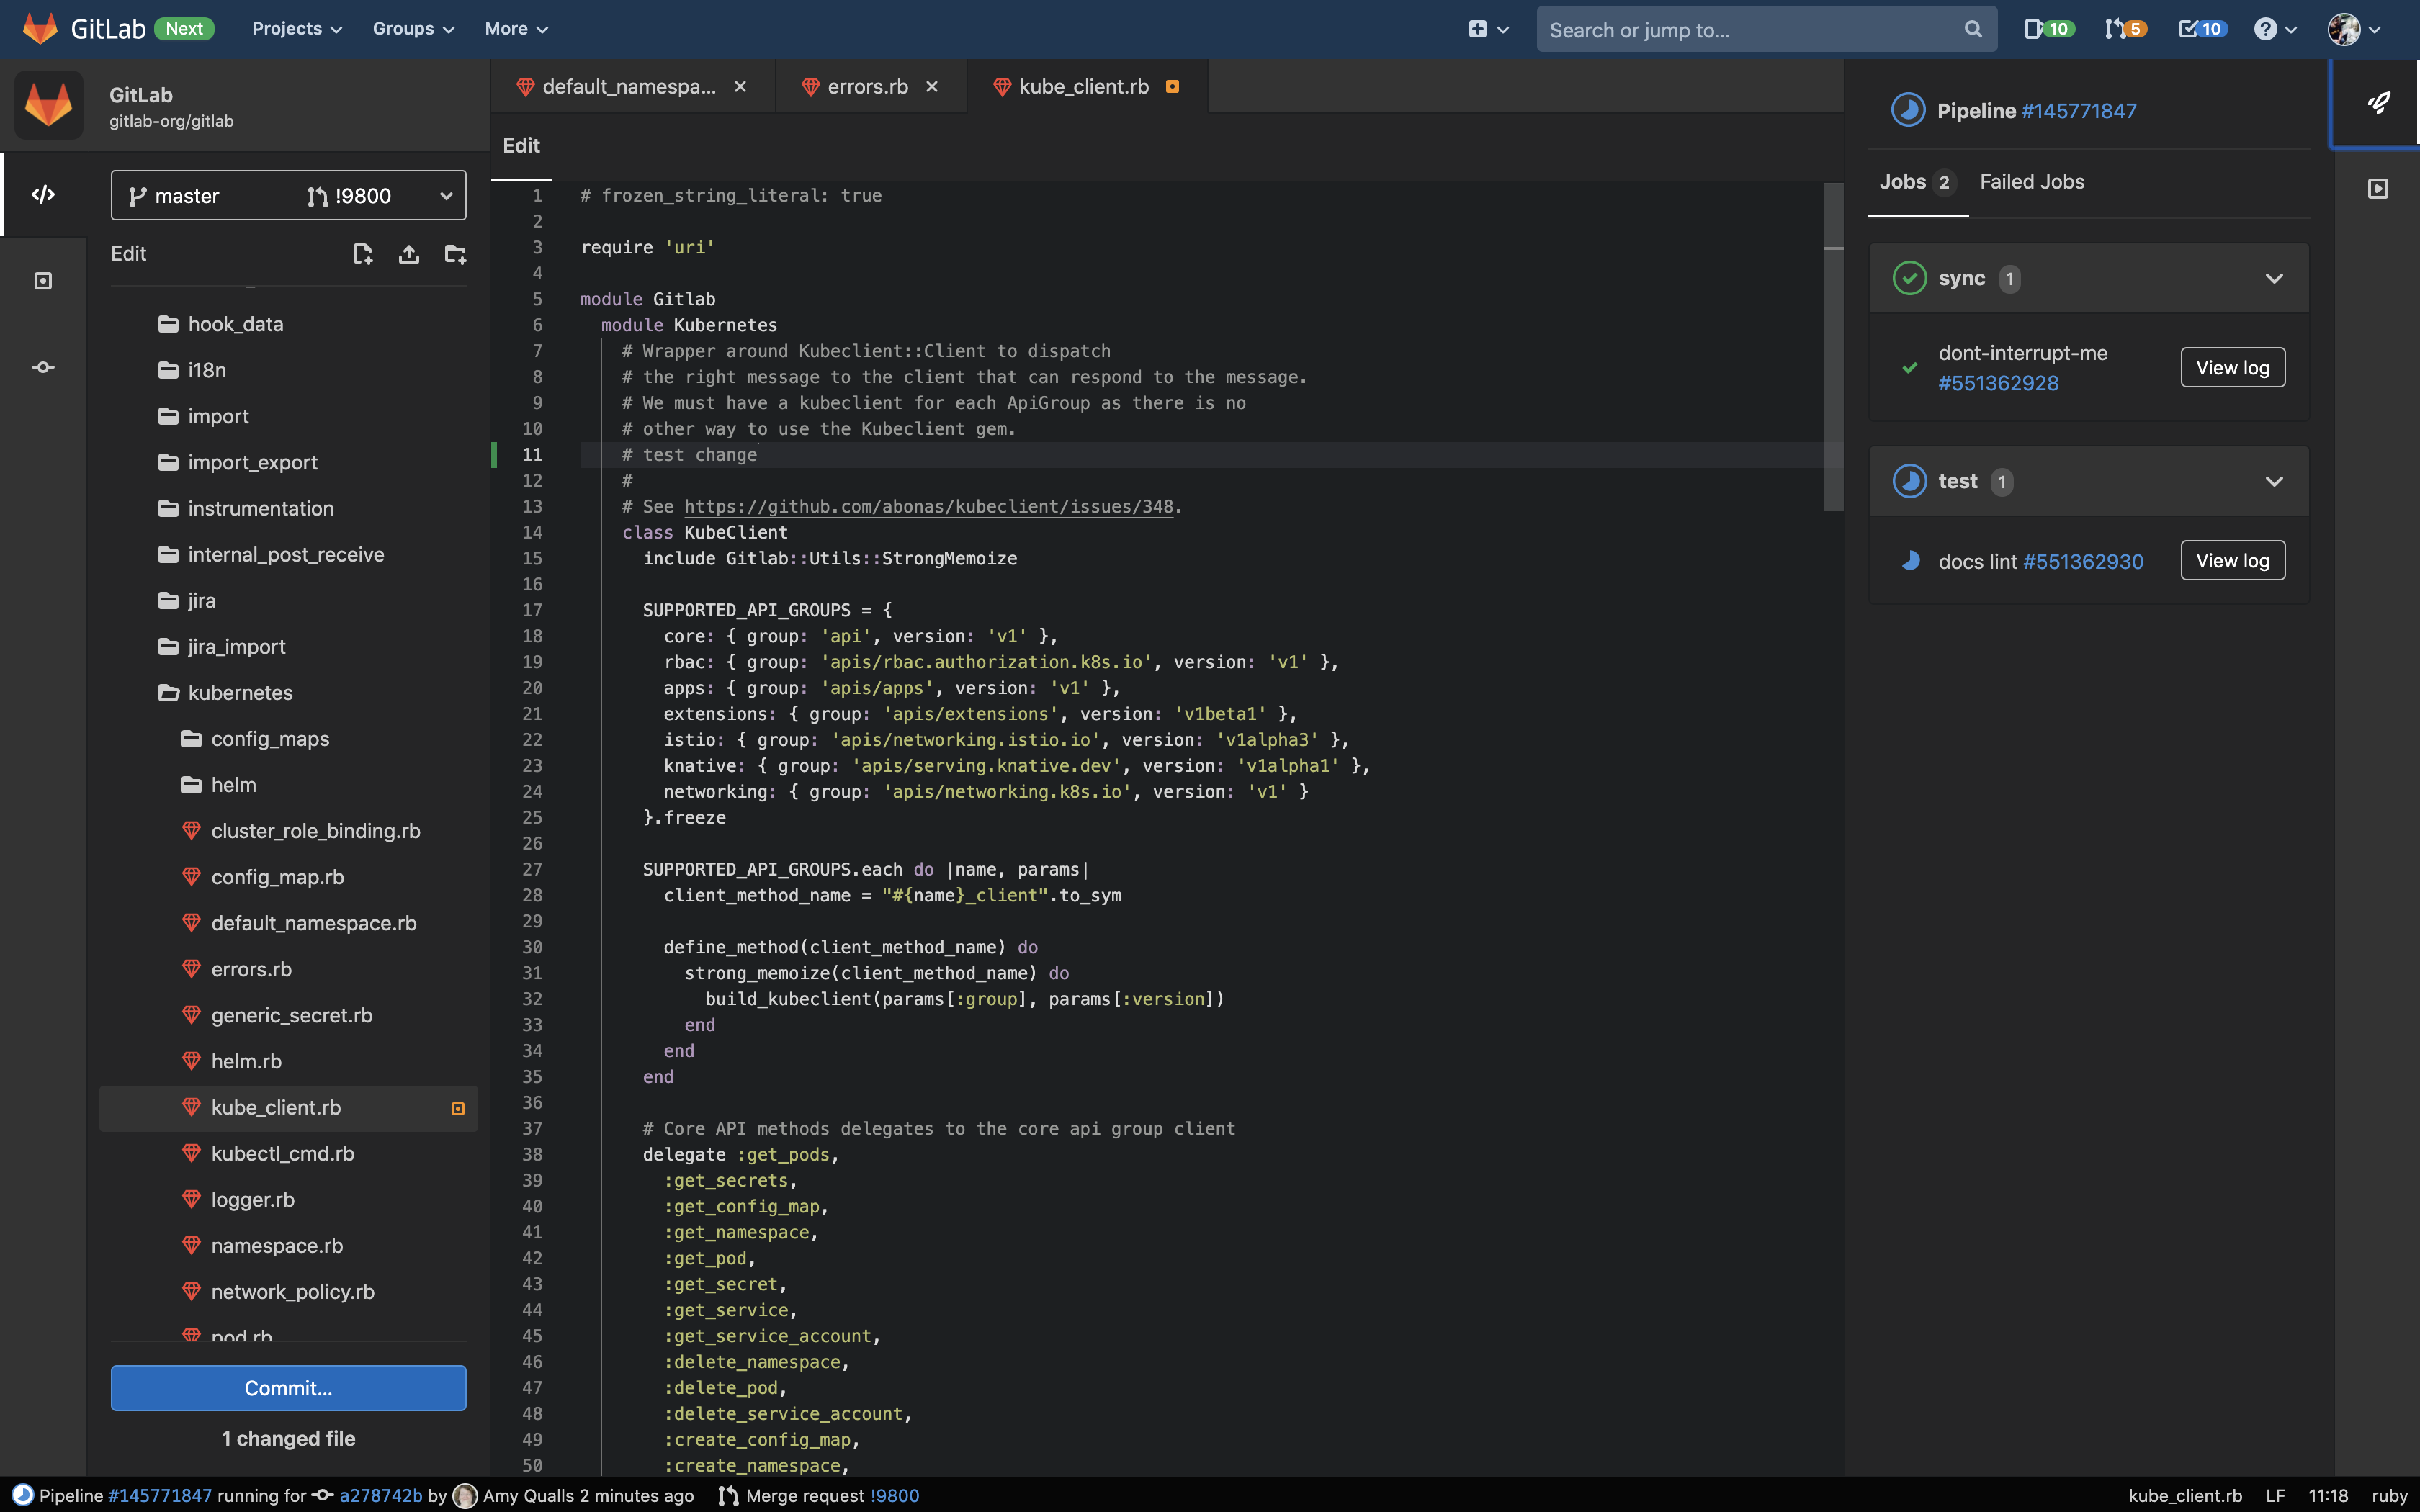 GitLab Next Projects Groups More Search or jump to... 10 5 10
GitLab
gitlab-org/gitlab
master !9800
Edit
hook_data
i18n
import
import_export
instrumentation
internal_post_receive
jira
jira_import
kubernetes
config_maps
helm
cluster_role_binding.rb
config_map.rb
default_namespace.rb
errors.rb
generic_secret.rb
helm.rb
kube_client.rb
kubectl_cmd.rb
logger.rb
namespace.rb
network_policy.rb
pod.rb
Commit...
1 changed file
default_namespa... errors.rb kube_client.rb
Edit
1 # frozen_string_literal: true
2
3 require 'uri'
4
5 module Gitlab
6 module Kubernetes
7 # Wrapper around Kubeclient::Client to dispatch
8 # the right message to the client that can respond to the message.
9 # We must have a kubeclient for each ApiGroup as there is no
10 # other way to use the Kubeclient gem.
11 # test change
12 #
13 # See https://github.com/abonas/kubeclient/issues/348.
14 class KubeClient
15 include Gitlab::Utils::StrongMemoize
16
17 SUPPORTED_API_GROUPS = {
18 core: { group: 'api', version: 'v1' },
19 rbac: { group: 'apis/rbac.authorization.k8s.io', version: 'v1' },
20 apps: { group: 'apis/apps', version: 'v1' },
21 extensions: { group: 'apis/extensions', version: 'v1beta1' },
22 istio: { group: 'apis/networking.istio.io', version: 'v1alpha3' },
23 knative: { group: 'apis/serving.knative.dev', version: 'v1alpha1' },
24 networking: { group: 'apis/networking.k8s.io', version: 'v1' }
25 }.freeze
26
27 SUPPORTED_API_GROUPS.each do |name, params|
28 client_method_name = "#{name}_client".to_sym
29
30 define_method(client_method_name) do
31 strong_memoize(client_method_name) do
32 build_kubeclient(params[:group], params[:version])
33 end
34 end
35 end
36
37 # Core API methods delegates to the core api group client
38 delegate :get_pods,
39 :get_secrets,
40 :get_config_map,
41 :get_namespace,
42 :get_pod,
43 :get_secret,
44 :get_service,
45 :get_service_account,
46 :delete_namespace,
47 :delete_pod,
48 :delete_service_account,
49 :create_config_map,
50 :create_namespace,
Pipeline #145771847
Jobs 2 Failed Jobs
sync 1
dont-interrupt-me
#551362928
View log
test 1
docs lint #551362930
View log
Pipeline #145771847 running for a278742b by Amy Qualls 2 minutes ago Merge request !9800 kube_client.rb LF 11:18 ruby